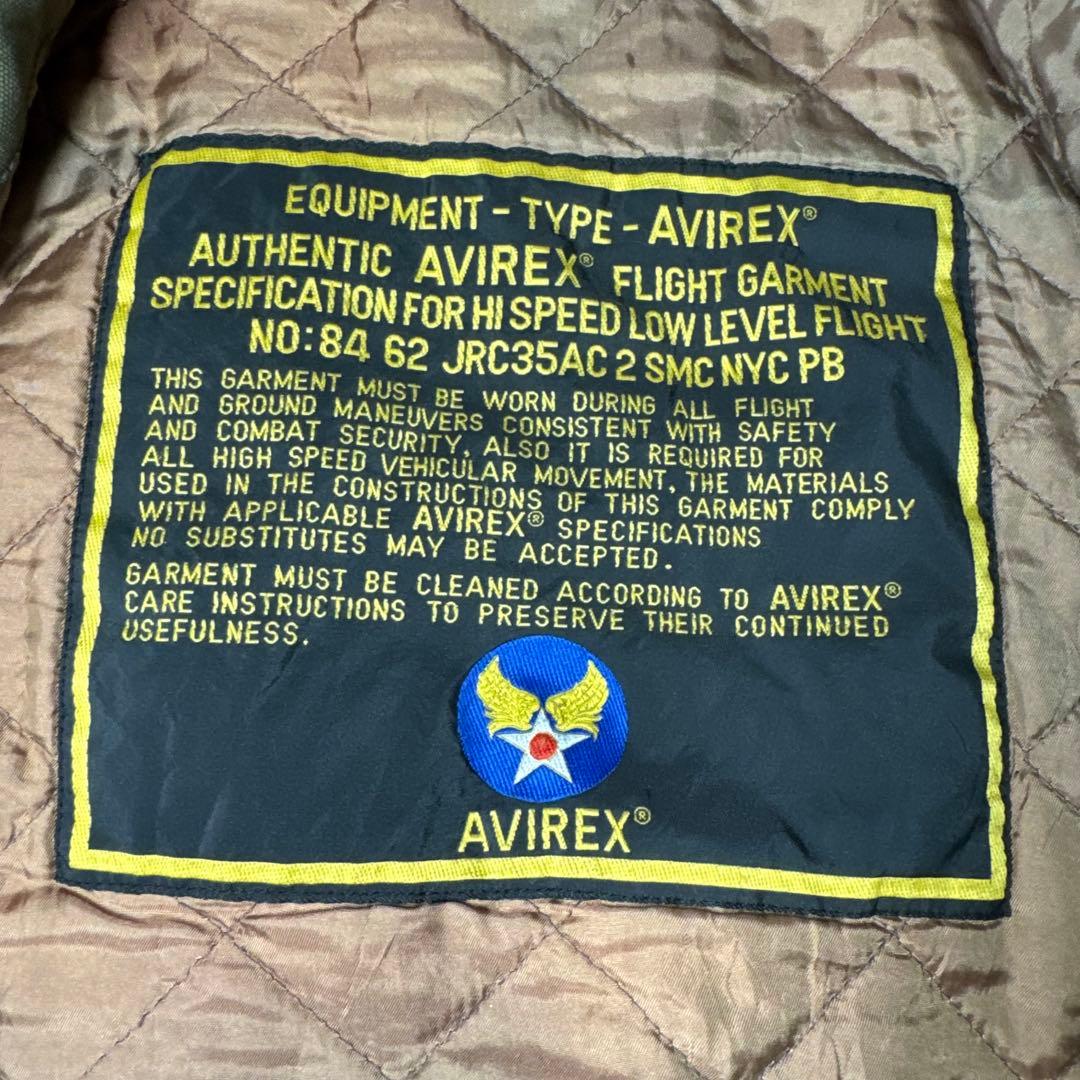 EQUIPMENT - TYPE - AVIREX®
AUTHENTIC AVIREX® FLIGHT GARMENT
SPECIFICATION FOR HI SPEED LOW LEVEL FLIGHT
NO: 84 62 JRC35AC 2 SMC NYC PB
THIS GARMENT MUST BE WORN DURING ALL FLIGHT
AND GROUND MANEUVERS CONSISTENT WITH SAFETY
AND COMBAT SECURITY, ALSO IT IS REQUIRED FOR
ALL HIGH SPEED VEHICULAR MOVEMENT, THE MATERIALS
USED IN THE CONSTRUCTIONS OF THIS GARMENT COMPLY
WITH APPLICABLE AVIREX® SPECIFICATIONS
NO SUBSTITUTES MAY BE ACCEPTED.
GARMENT MUST BE CLEANED ACCORDING TO AVIREX®
CARE INSTRUCTIONS TO PRESERVE THEIR CONTINUED
USEFULNESS.
AVIREX®